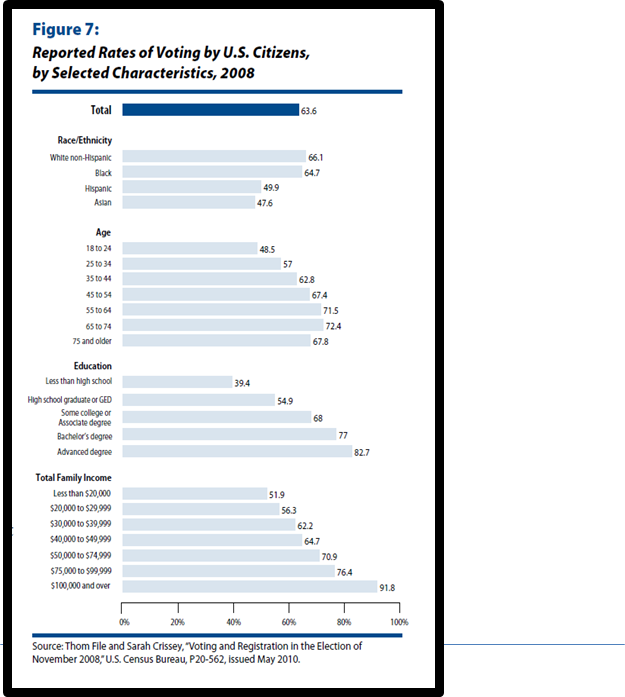 Figure 7:
Reported Rates of Voting by U.S. Citizens,
by Selected Characteristics, 2008
Total 63.6
Race/Ethnicity
White non-Hispanic 66.1
Black 64.7
Hispanic 49.9
Asian 47.6
Age
18 to 24 48.5
25 to 34 57
35 to 44 62.8
45 to 54 67.4
55 to 64 71.5
65 to 74 72.4
75 and older 67.8
Education
Less than high school 39.4
High school graduate or GED 54.9
Some college or
Associate degree 68
Bachelor's degree 77
Advanced degree 82.7
Total Family Income
Less than $20,000 51.9
$20,000 to $29,999 56.3
$30,000 to $39,999 62.2
$40,000 to $49,999 64.7
$50,000 to $74,999 70.9
$75,000 to $99,999 76.4
$100,000 and over 91.8
0% 20% 40% 60% 80% 100%
Source: Thom File and Sarah Crissey, "Voting and Registration in the Election of
November 2008," U.S. Census Bureau, P20-562, issued May 2010.